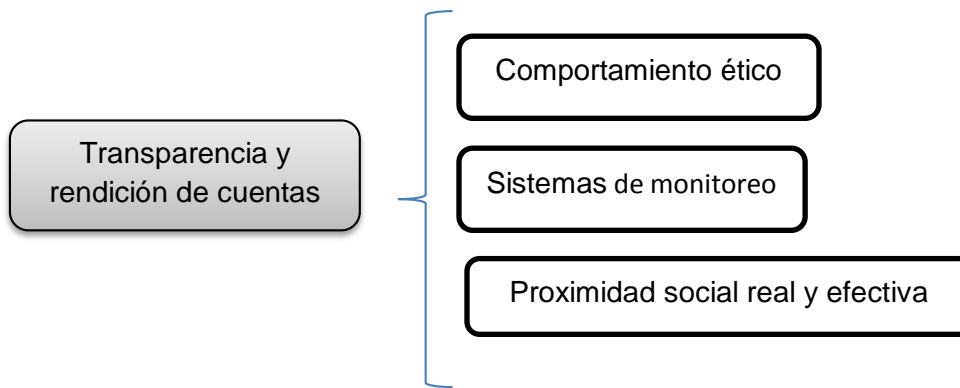 Comportamiento ético
Transparencia y
rendición de cuentas
Sistemas de monitoreo
Proximidad social real y efectiva